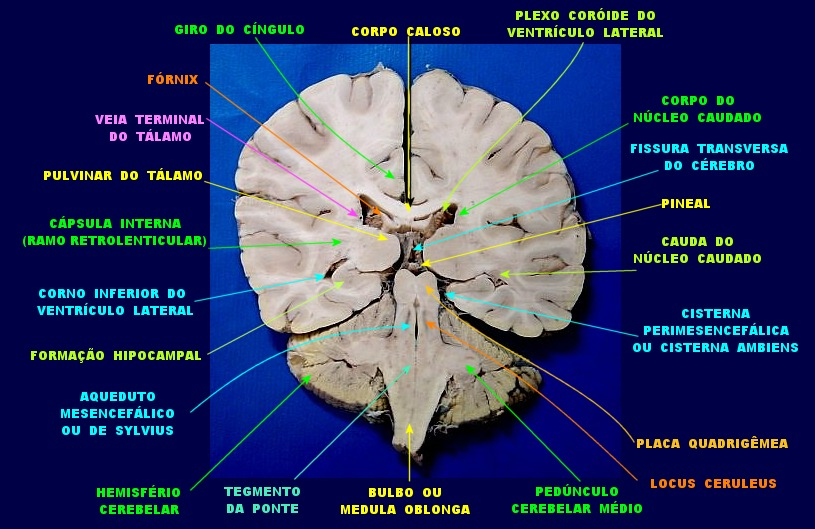 GIRO DO CÍNGULO
CORPO CALOSO
PLEXO CORÓIDE DO
VENTRÍCULO LATERAL
FÓRNIX
VEIA TERMINAL
DO TÁLAMO
PULVINAR DO TÁLAMO
CÁPSULA INTERNA
(RAMO RETROLENTICULAR)
CORNO INFERIOR DO
VENTRÍCULO LATERAL
FORMAÇÃO HIPOCAMPAL
AQUEDUTO
MESENCEFÁLICO
OU DE SYLVIUS
HEMISFÉRIO
CEREBELAR
TEGMENTO
DA PONTE
BULBO OU
MEDULA OBLONGA
PEDÚNCULO
CEREBELAR MÉDIO
CORPO DO
NÚCLEO CAUDADO
FISSURA TRANSVERSA
DO CÉREBRO
PINEAL
CAUDA DO
NÚCLEO CAUDADO
CISTERNA
PERIMESENCEFÁLICA
OU CISTERNA AMBIENS
PLACA QUADRIGÊMEA
LOCUS CERULEUS